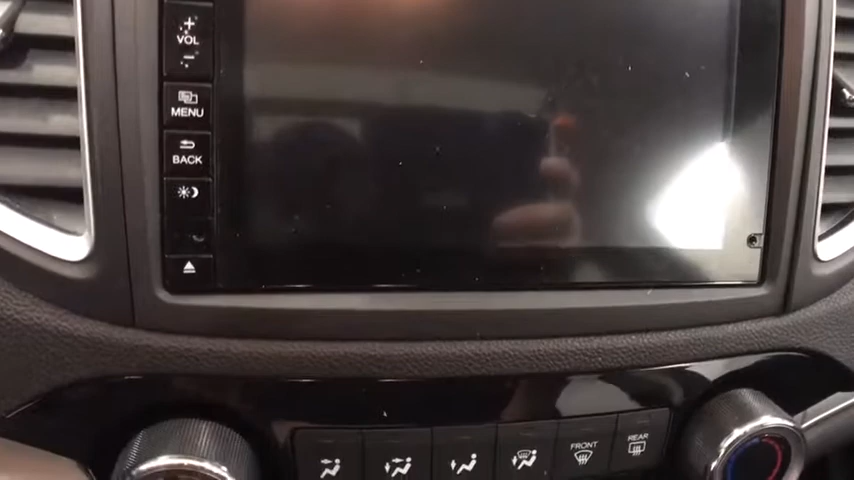 +
VOL
−
MENU
BACK
FRONT
REAR